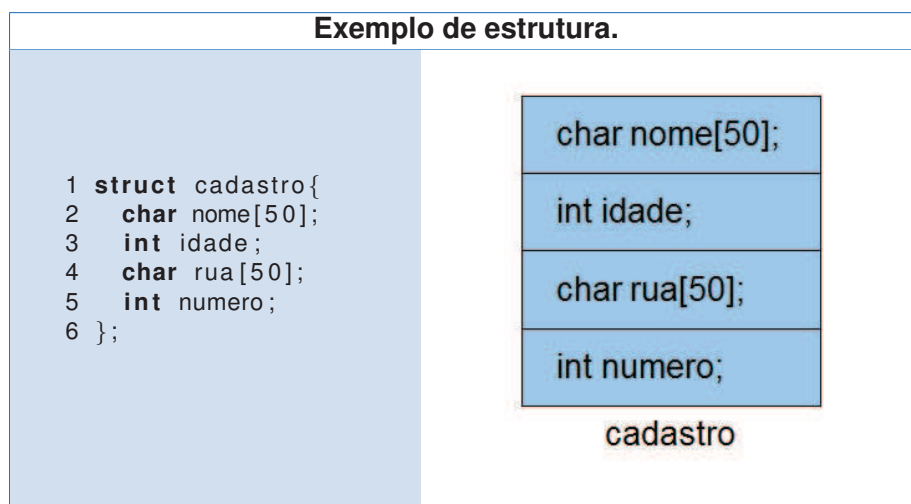 Exemplo de estrutura.
1 struct cadastro{
2 char nome[50];
3 int idade;
4 char rua[50];
5 int numero;
6 };
char nome[50];
int idade;
char rua[50];
int numero;
cadastro